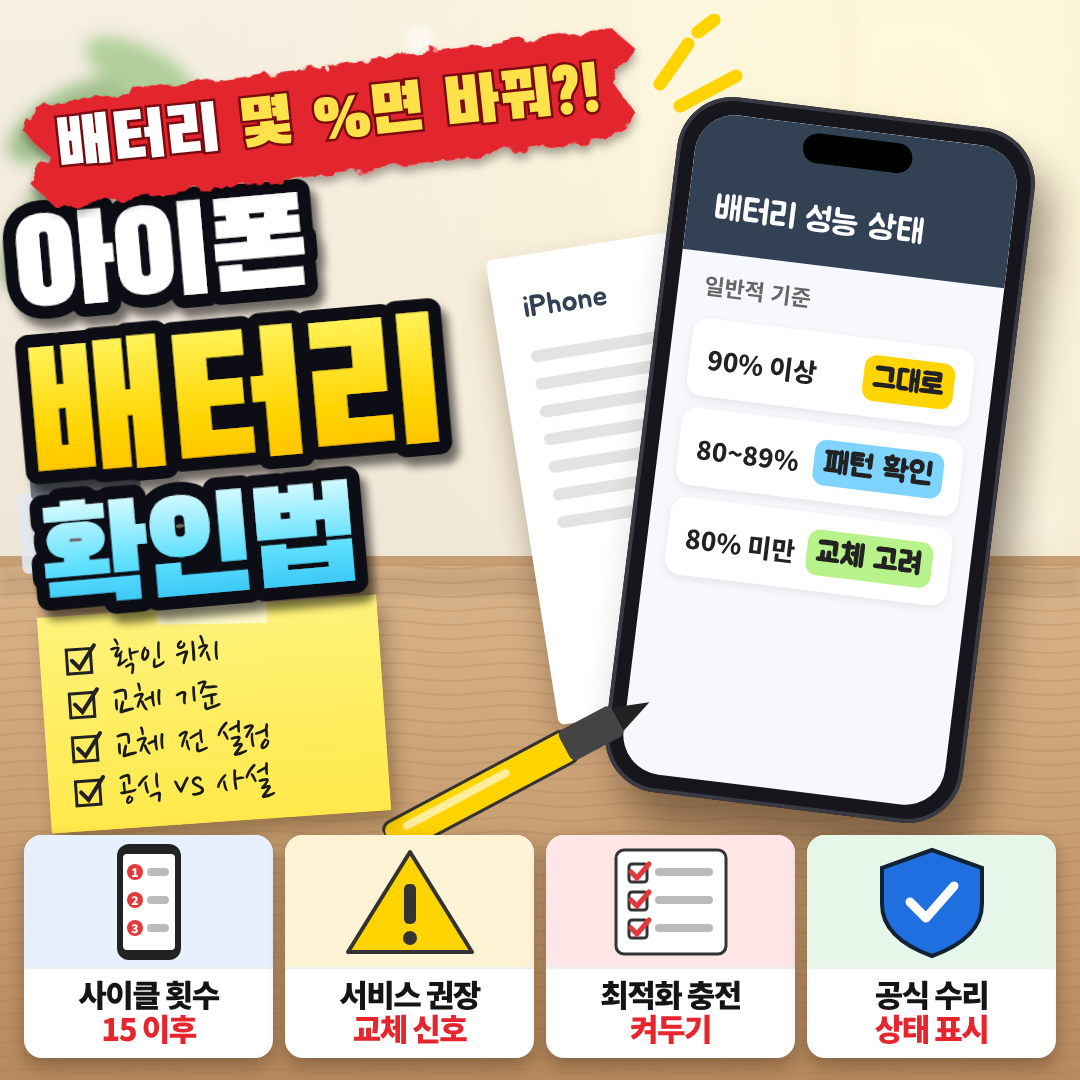 배터리 몇 %면 바꿔?!
아이폰
배터리
확인법
확인 위치
교체 기준
교체 전 설정
공식 vs 사설
iPhone
배터리 성능 상태
일반적 기준
90% 이상 그대로
80~89% 패턴 확인
80% 미만 교체 고려
1
2
3
사이클 횟수
15 이후
서비스 권장
교체 신호
최적화 충전
켜두기
공식 수리
상태 표시